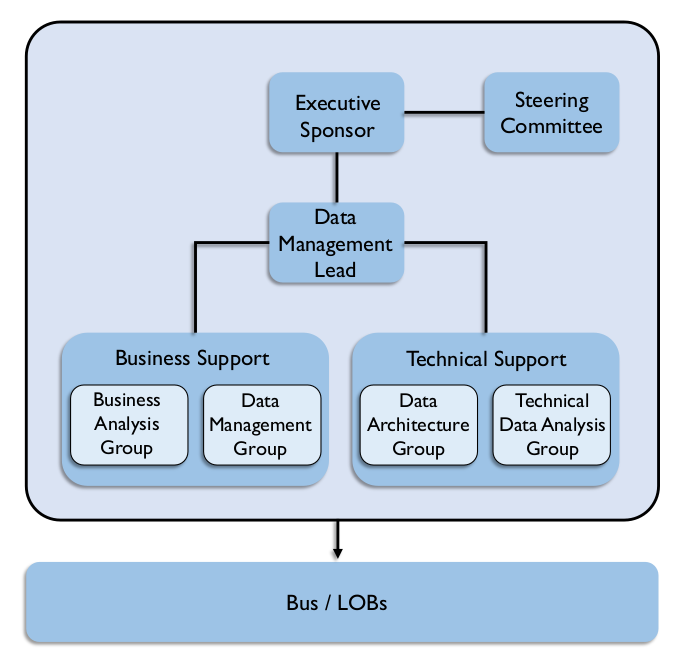 Executive
Sponsor
Steering
Committee
Data
Management
Lead
Business Support
Business
Analysis
Group
Data
Management
Group
Technical Support
Data
Architecture
Group
Technical
Data Analysis
Group
Bus / LOBs